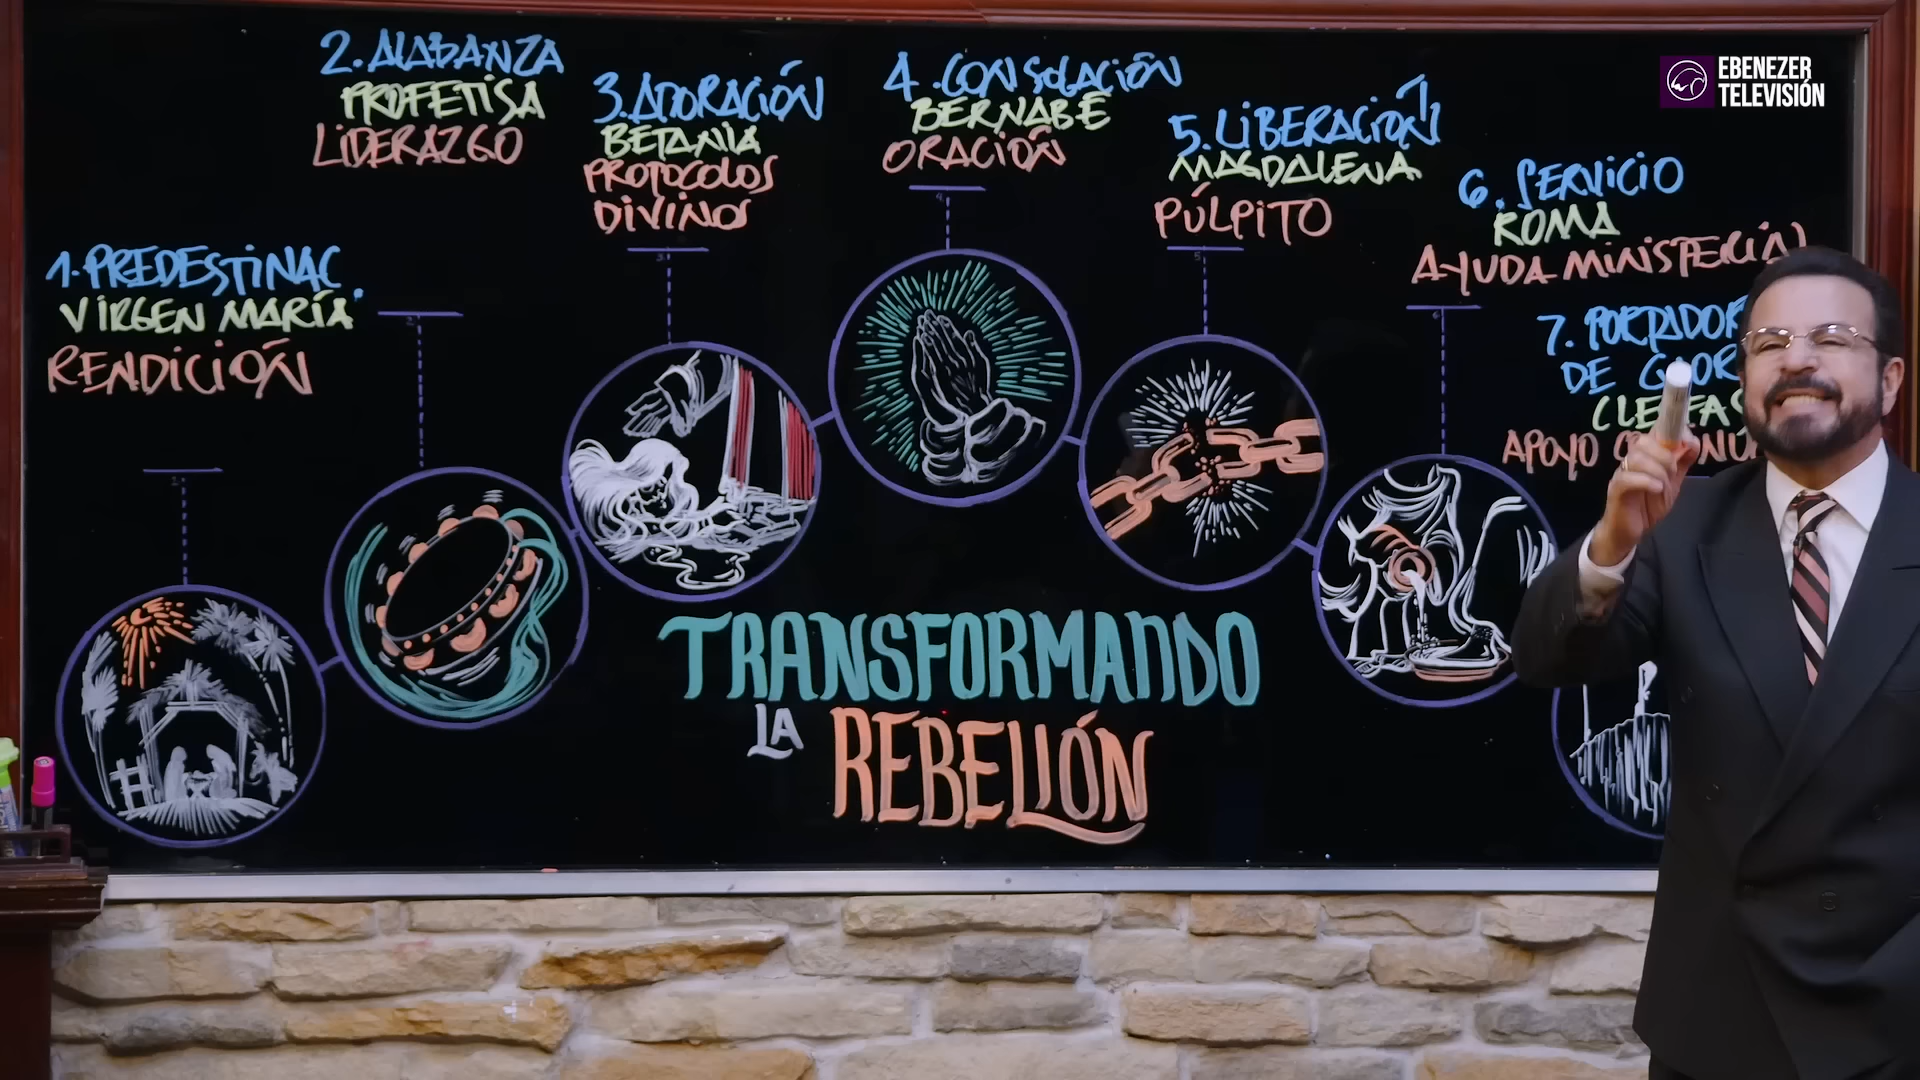 1. PREDESTINAC.
VIRGEN MARÍA
RENDICIÓN
2. ALABANZA
PROFETISA
LIDERAZGO
3. ADORACIÓN
BETANIA
PROTOCOLOS
DIVINOS
4. CONSOLACIÓN
BERNABE
ORACIÓN
5. LIBERACIÓN
MAGDALENA
PÚLPITO
6. SERVICIO
ROMA
AYUDA MINISTERIAL
7. PORTADOR
DE
APOYO
TRANSFORMANDO
LA REBELIÓN
EBENEZER
TELEVISIÓN